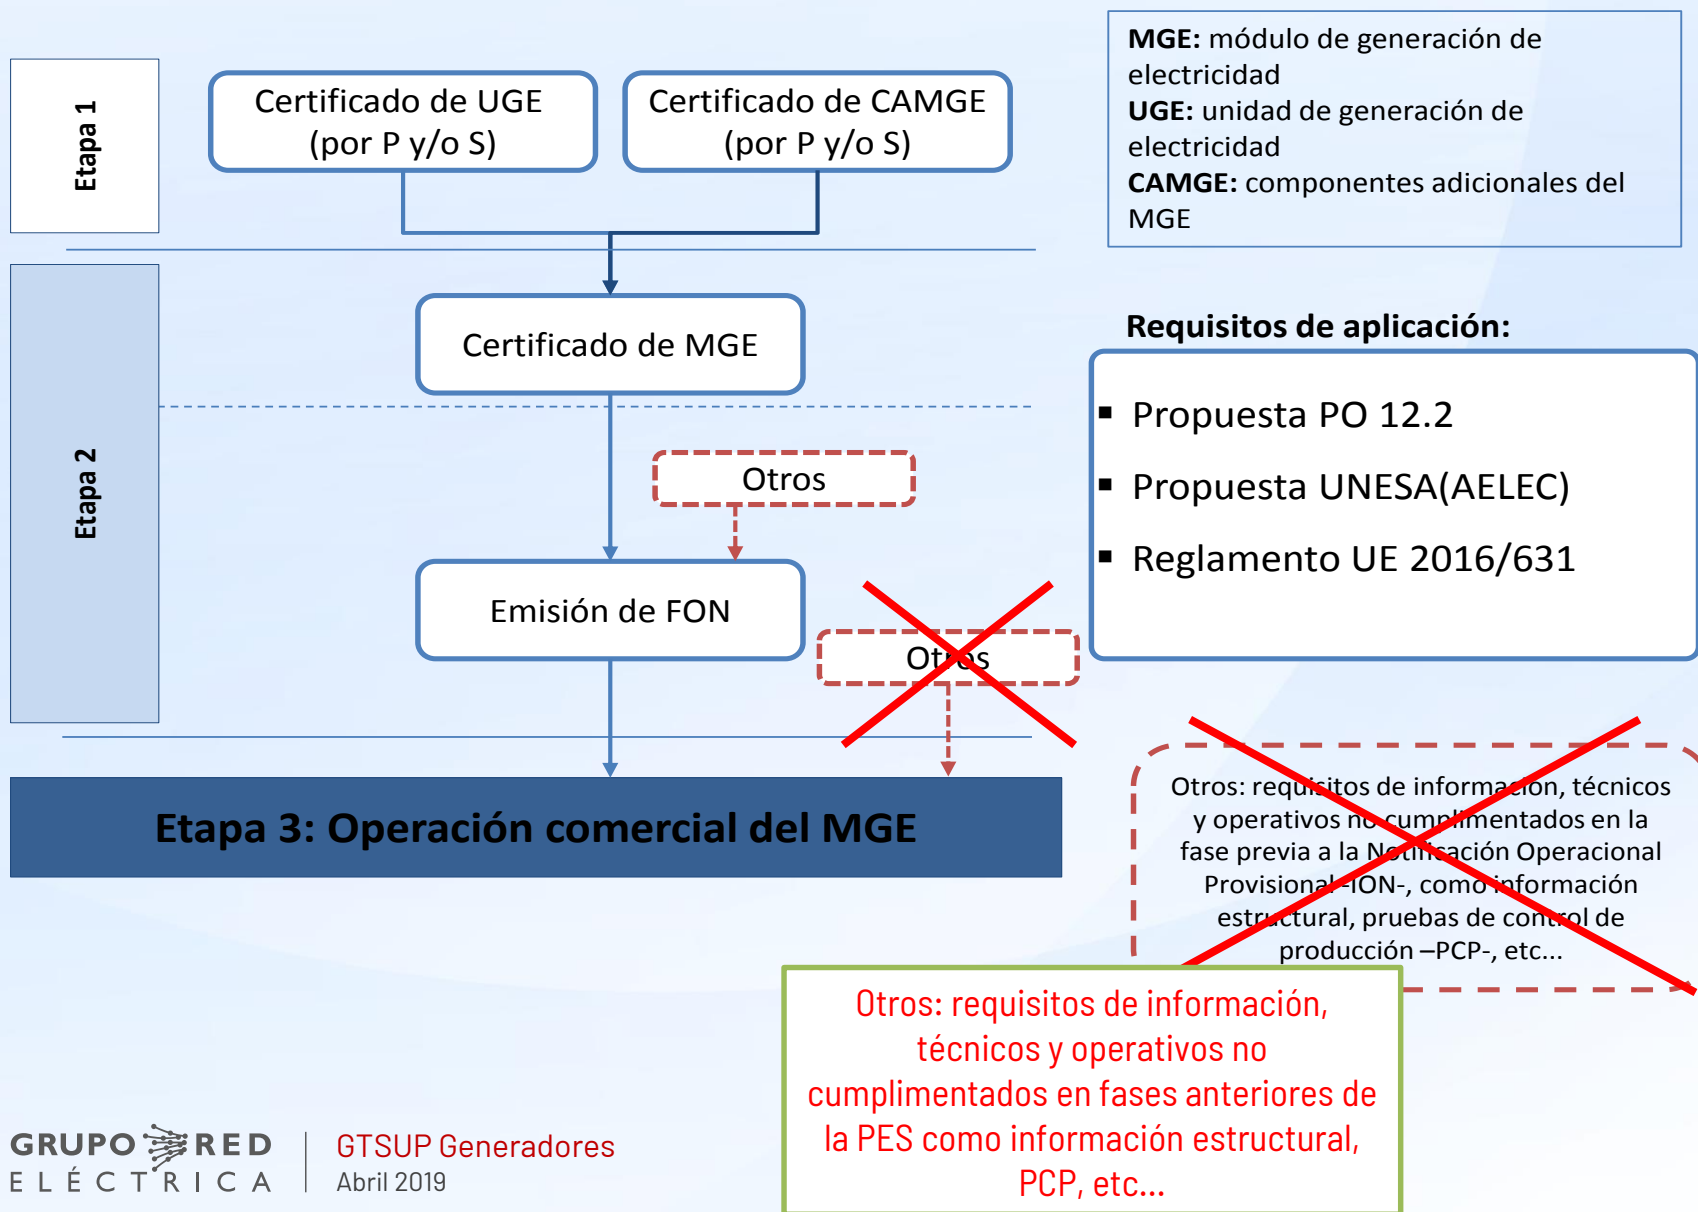 MGE: módulo de generación de
electricidad
UGE: unidad de generación de
electricidad
CAMGE: componentes adicionales del
MGE
Etapa 1
Certificado de UGE
(por P y/o S)
Certificado de CAMGE
(por P y/o S)
Etapa 2
Certificado de MGE
Otros
Emisión de FON
Otros
Requisitos de aplicación:
▪ Propuesta PO 12.2
▪ Propuesta UNESA(AELEC)
▪ Reglamento UE 2016/631
Etapa 3: Operación comercial del MGE
Otros: requisitos de información, técnicos
y operativos no cumplimentados en la
fase previa a la Notificación Operacional
Provisional -ION-, como información
estructural, pruebas de control de
producción –PCP-, etc...
Otros: requisitos de información,
técnicos y operativos no
cumplimentados en fases anteriores de
la PES como información estructural,
PCP, etc...
GRUPO RED
ELÉCTRICA
GTSUP Generadores
Abril 2019